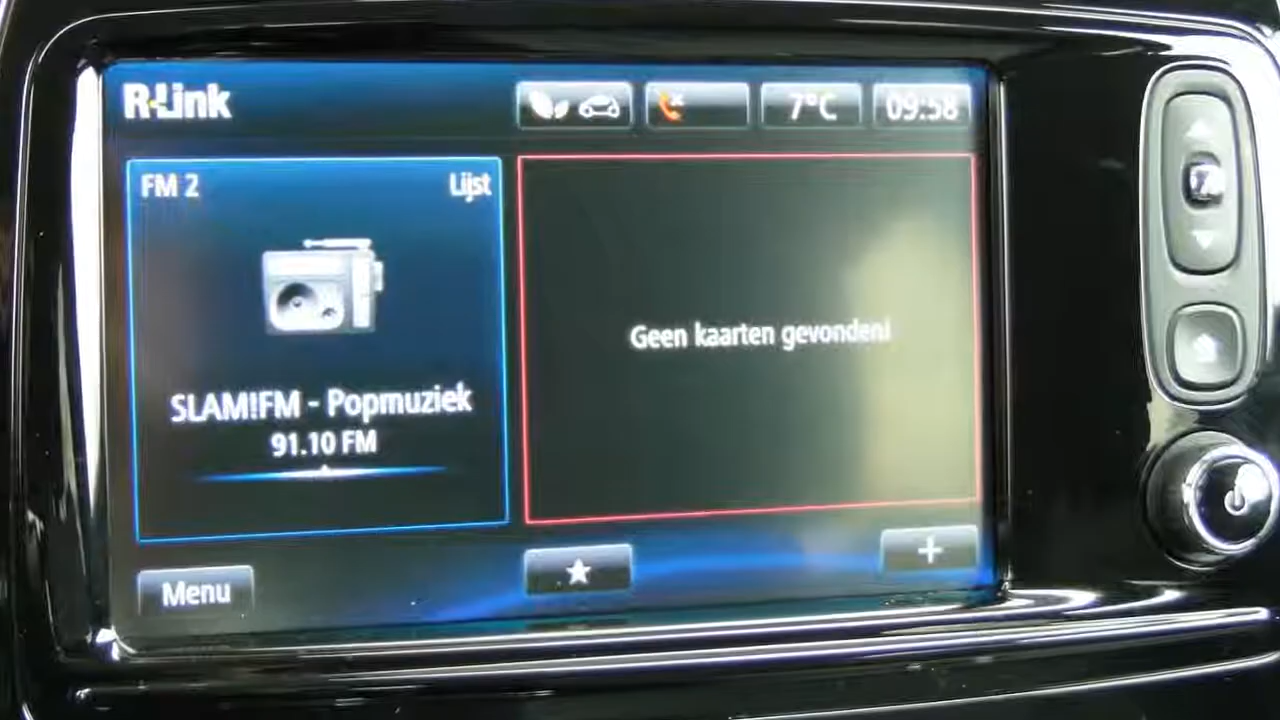 R-Link
7°C
09:58
FM 2
Lijst
SLAM!FM - Popmuziek
91.10 FM
Geen kaarten gevonden!
Menu